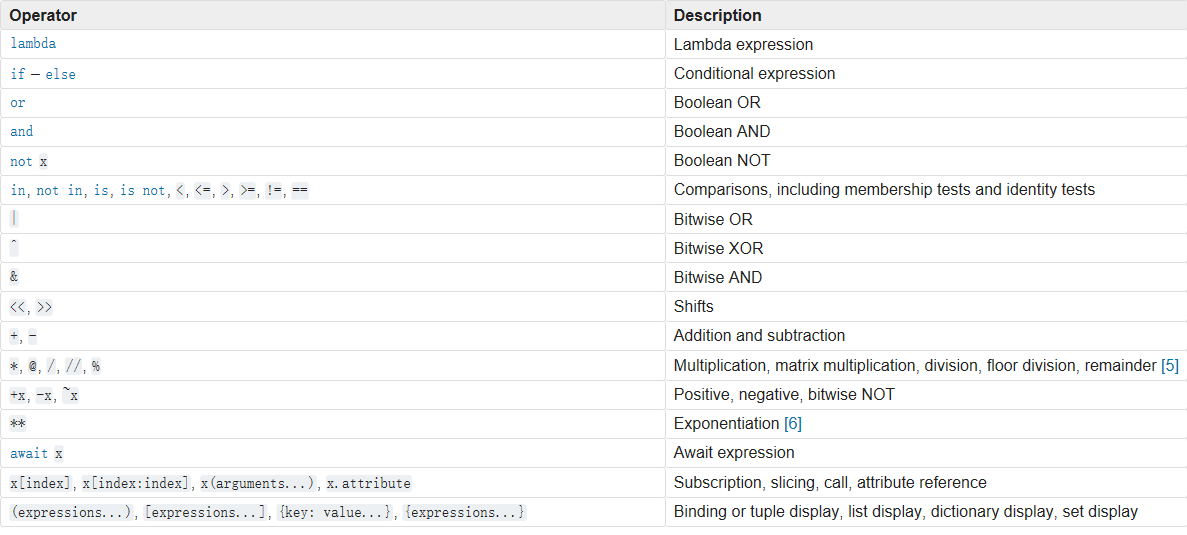 Operator Description
lambda Lambda expression
if – else Conditional expression
or Boolean OR
and Boolean AND
not x Boolean NOT
in, not in, is, is not, <, <=, >, >=, !=, == Comparisons, including membership tests and identity tests
| Bitwise OR
^ Bitwise XOR
& Bitwise AND
<<, >> Shifts
+, - Addition and subtraction
*, @, /, //, % Multiplication, matrix multiplication, division, floor division, remainder [5]
+x, -x, ~x Positive, negative, bitwise NOT
** Exponentiation [6]
await x Await expression
x[index], x[index:index], x(arguments...), x.attribute Subscription, slicing, call, attribute reference
(expressions...), [expressions...], {key: value...}, {expressions...} Binding or tuple display, list display, dictionary display, set display